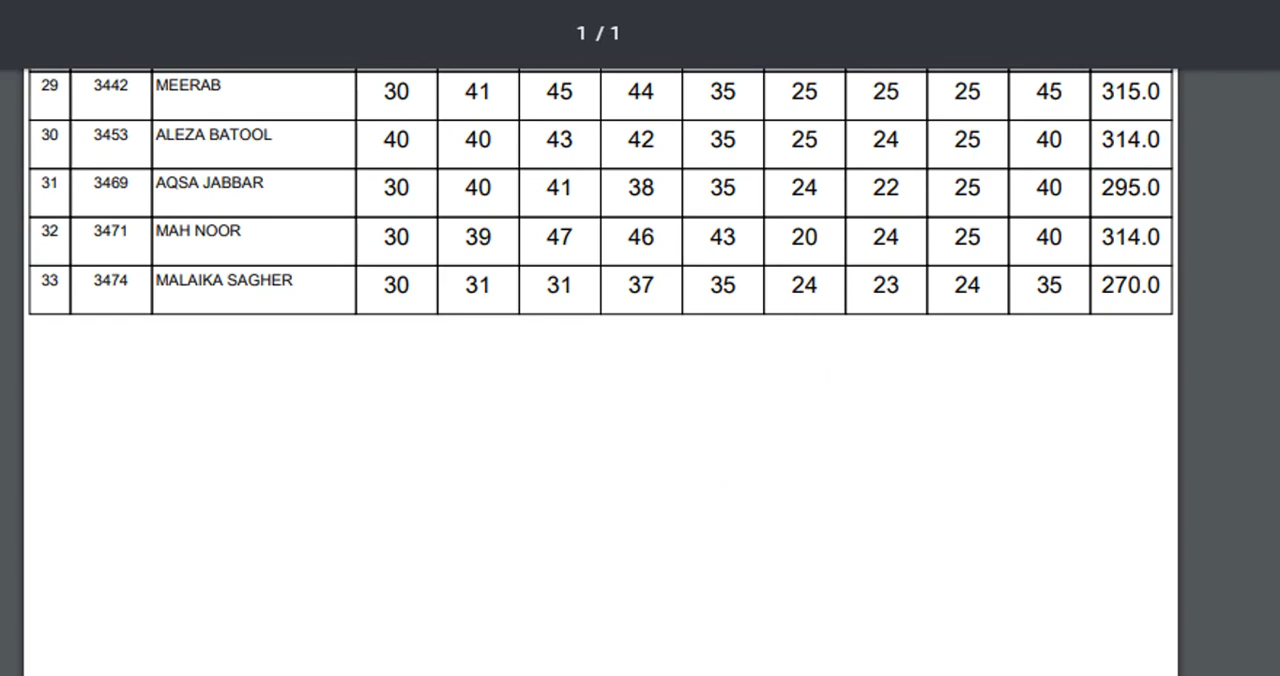 1 / 1
29 3442 MEERAB 30 41 45 44 35 25 25 25 45 315.0
30 3453 ALEZA BATOOL 40 40 43 42 35 25 24 25 40 314.0
31 3469 AQSA JABBAR 30 40 41 38 35 24 22 25 40 295.0
32 3471 MAH NOOR 30 39 47 46 43 20 24 25 40 314.0
33 3474 MALAIKA SAGHER 30 31 31 37 35 24 23 24 35 270.0